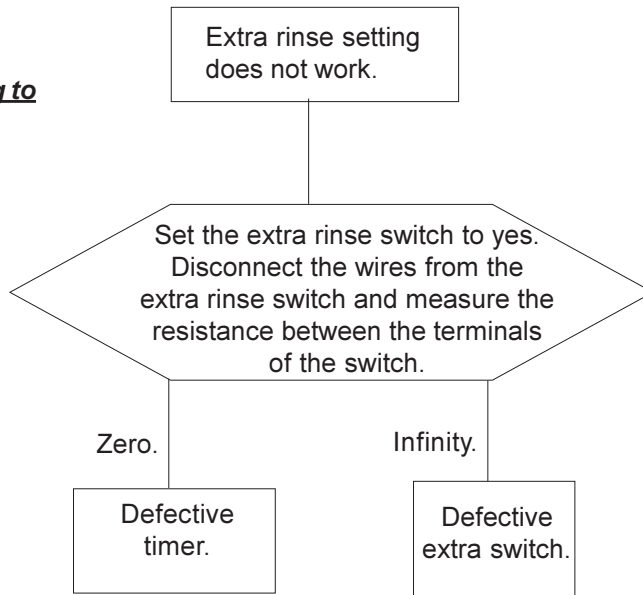 Extra rinse setting
does not work.
g to
Set the extra rinse switch to yes.
Disconnect the wires from the
extra rinse switch and measure the
resistance between the terminals
of the switch.
Zero.
Infinity.
Defective
timer.
Defective
extra switch.